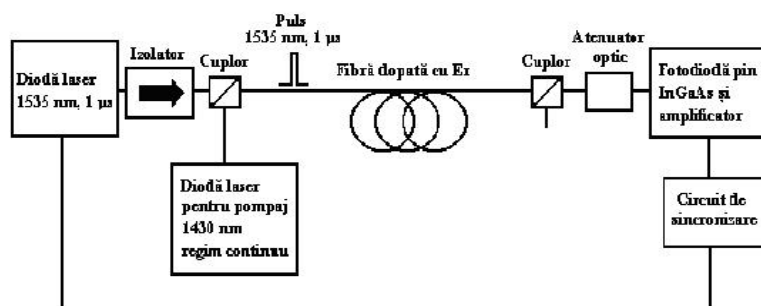 Puls
1535 nm, 1 μs
Izolator
Cuplor
Diodă laser
1535 nm, 1 μs
Fibră dopată cu Er
Cuplor
Atenuator
optic
Fotodiodă pin
InGaAs și
amplificator
Diodă laser
pentru pompaj
1430 nm
regim continuu
Circuit de
sincronizare